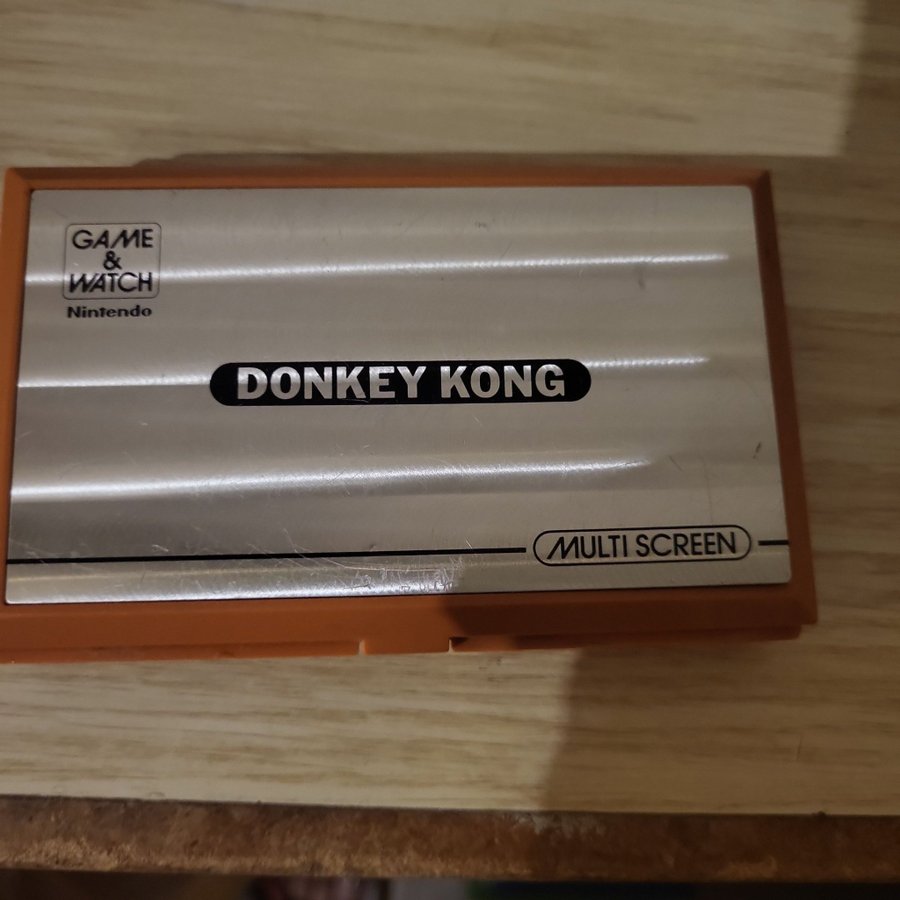 GAME
&
WATCH
Nintendo
DONKEY KONG
MULTI SCREEN